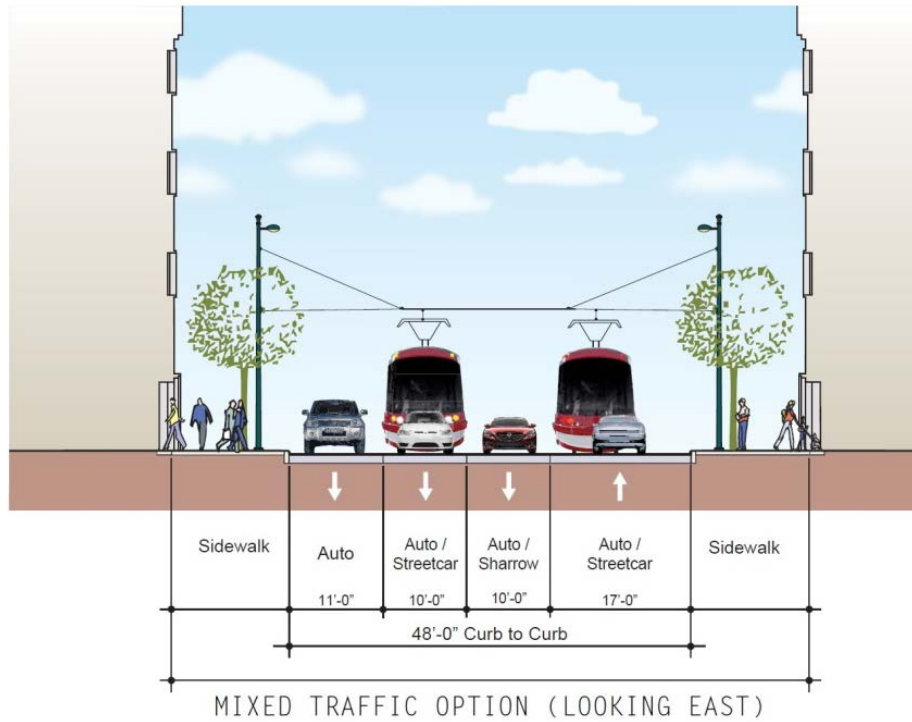 Sidewalk
Auto
Auto /
Streetcar
Auto /
Sharrow
Auto /
Streetcar
Sidewalk
11'-0"
10'-0"
10'-0"
17'-0"
48'-0" Curb to Curb
MIXED TRAFFIC OPTION (LOOKING EAST)